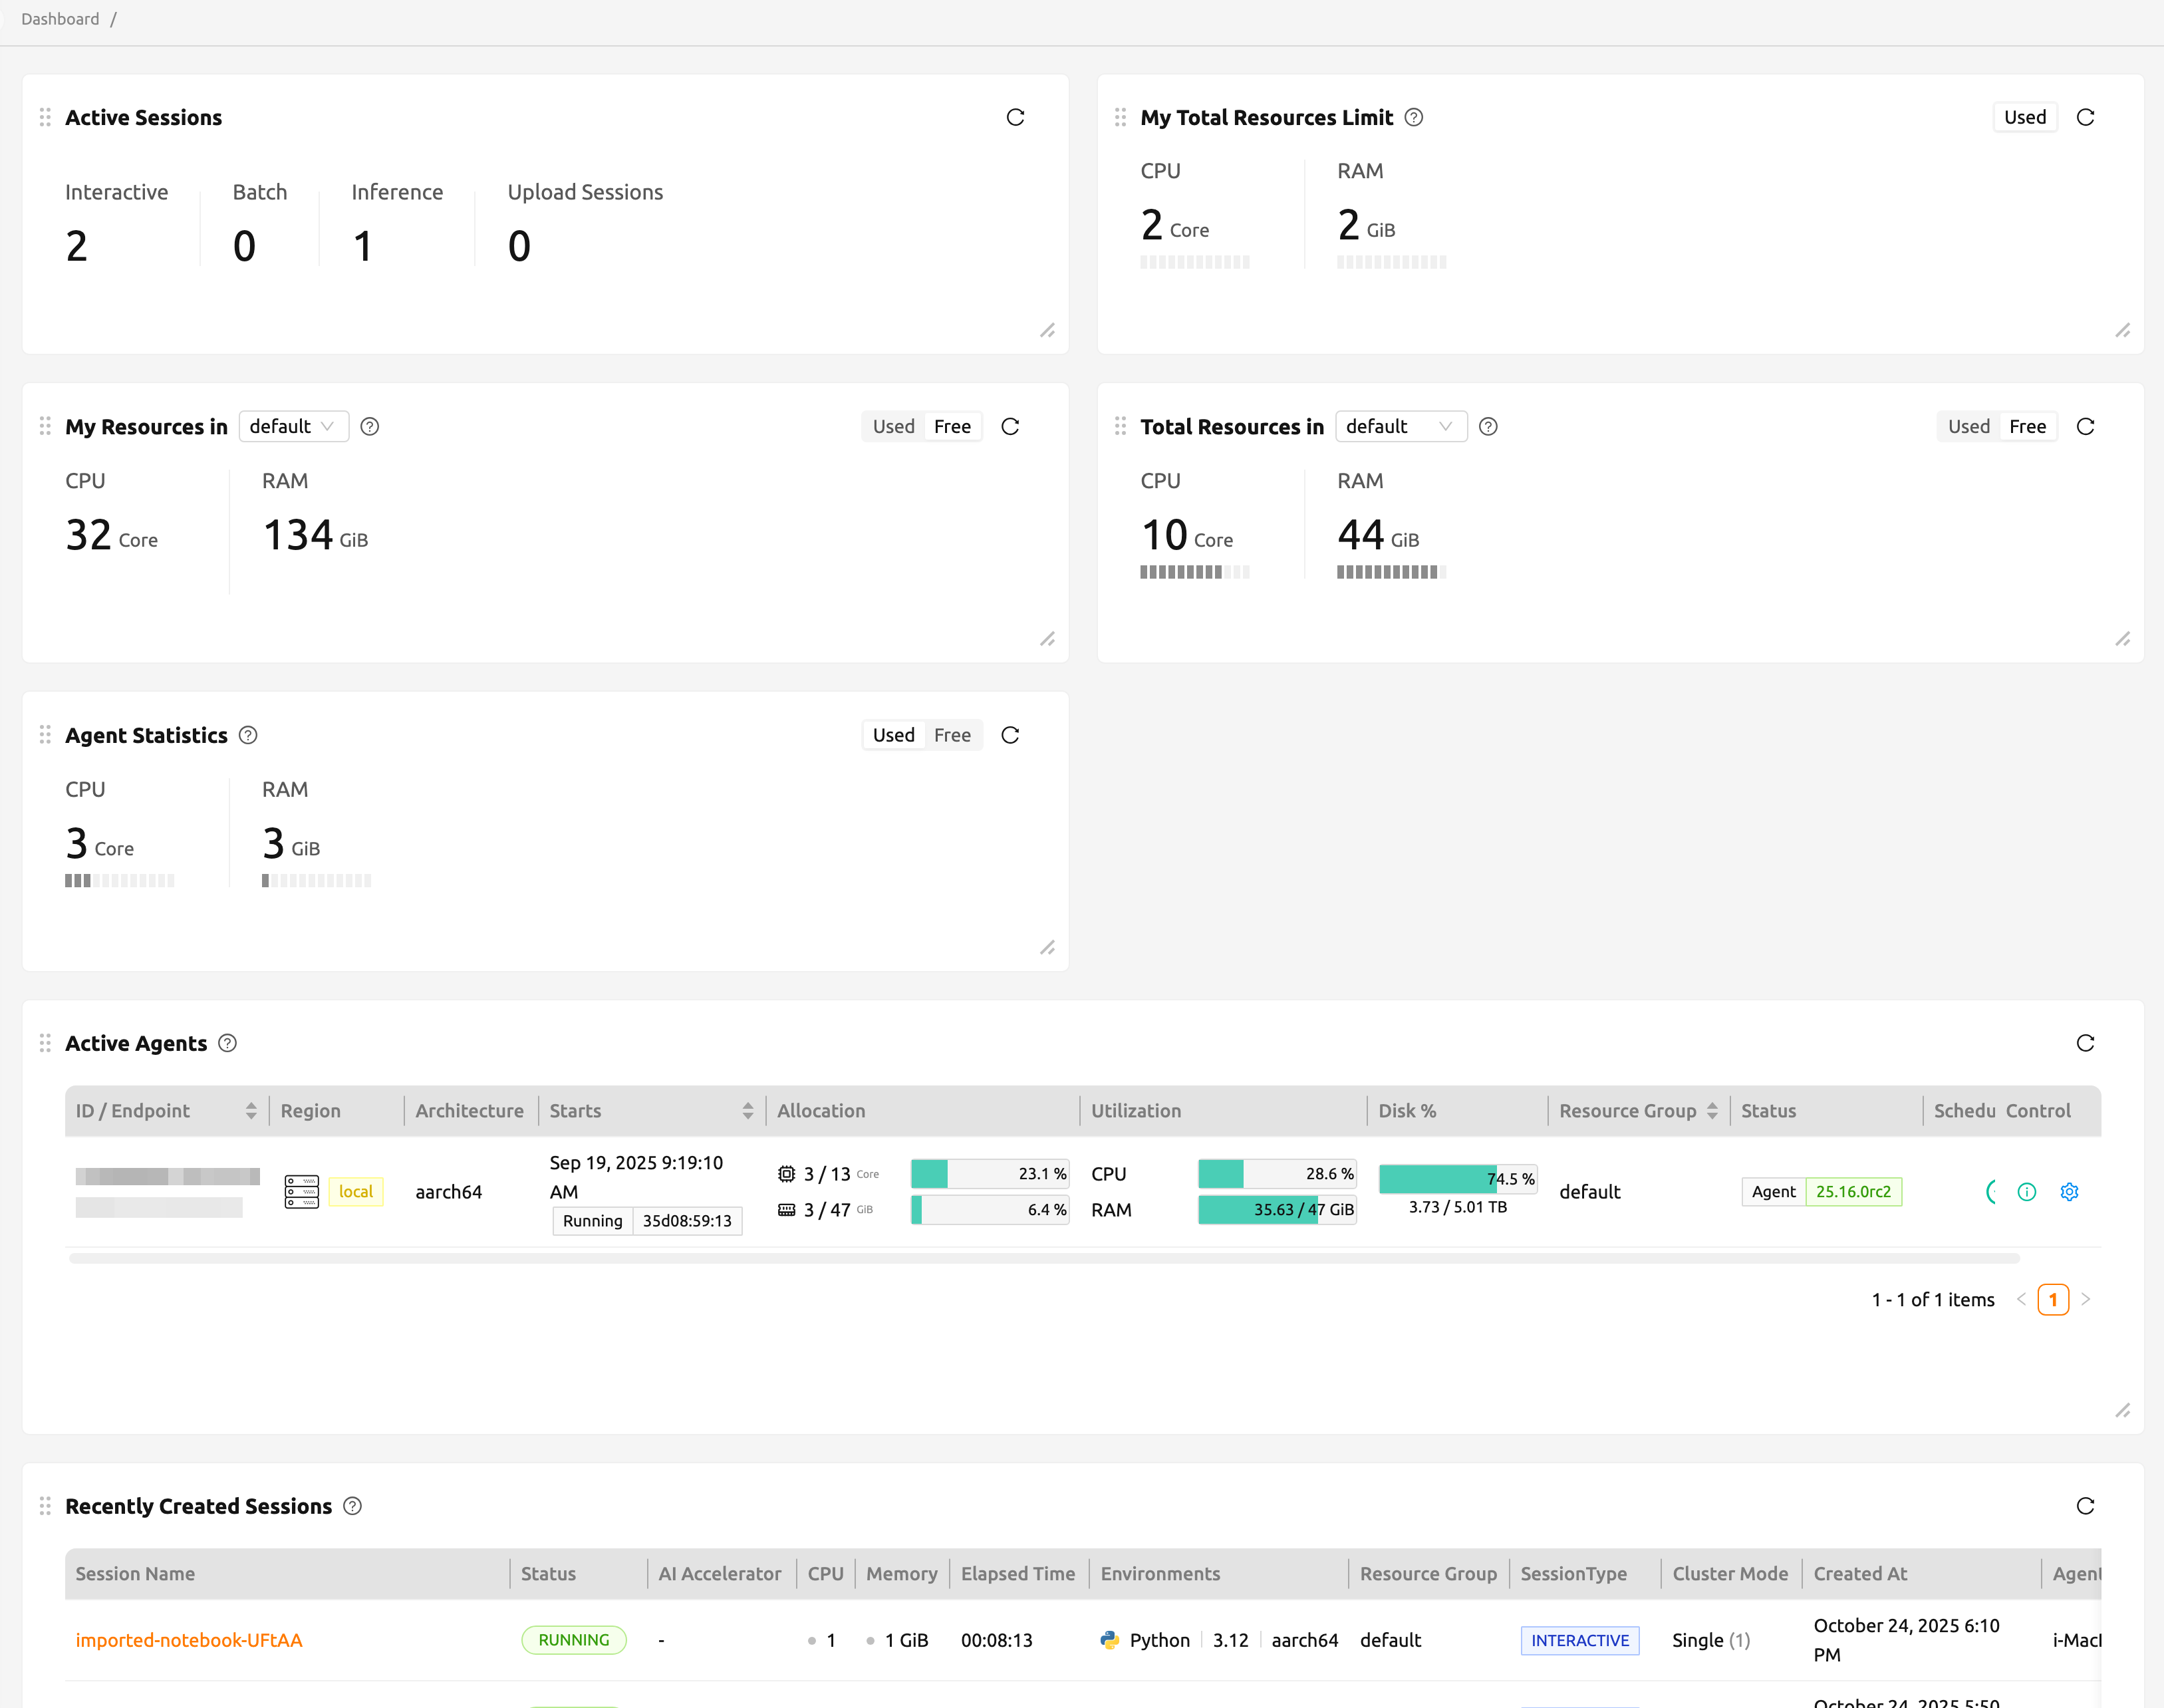 Dashboard /
Active Sessions
Interactive Batch Inference Upload Sessions
2 0 1 0
My Total Resources Limit Used
CPU RAM
2 Core 2 GiB
My Resources in default Used Free
CPU RAM
32 Core 134 GiB
Total Resources in default Used Free
CPU RAM
10 Core 44 GiB
Agent Statistics Used Free
CPU RAM
3 Core 3 GiB
Active Agents
ID / Endpoint Region Architecture Starts Allocation Utilization Disk % Resource Group Status Schedu Control
local aarch64 Sep 19, 2025 9:19:10
AM
Running 35d08:59:13
3 / 13 Core 23.1 %
3 / 47 GiB 6.4 %
CPU 28.6 %
RAM 35.63 / 47 GiB
74.5 %
3.73 / 5.01 TB
default
Agent 25.16.0rc2
1 - 1 of 1 items < 1 >
Recently Created Sessions
Session Name Status AI Accelerator CPU Memory Elapsed Time Environments Resource Group SessionType Cluster Mode Created At Agent
imported-notebook-UFtAA RUNNING - 1 1 GiB 00:08:13 Python 3.12 aarch64 default INTERACTIVE Single (1) October 24, 2025 6:10
PM
October 24, 2025 5:50